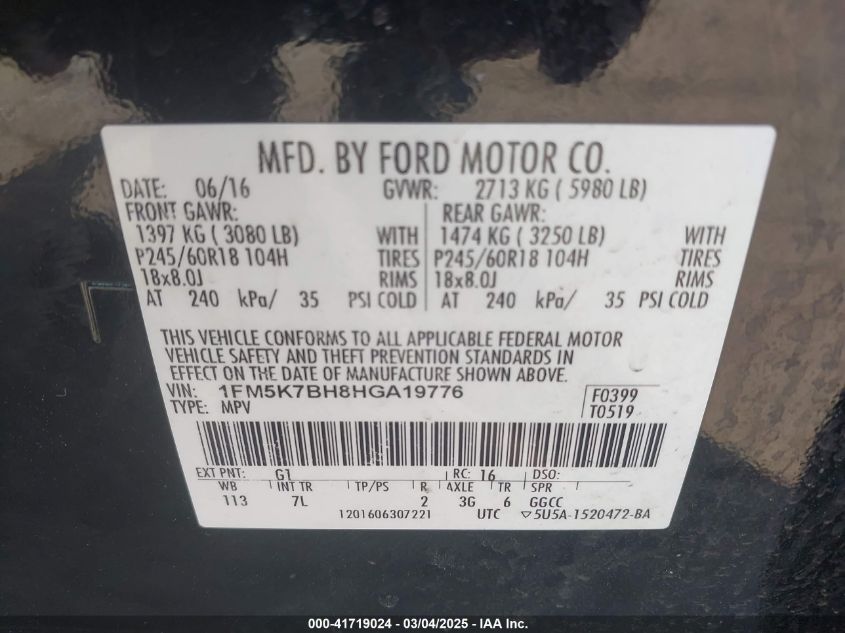 MFD. BY FORD MOTOR CO.
DATE: 06/16 GVWR: 2713 KG ( 5980 LB)
FRONT GAWR: REAR GAWR:
1397 KG ( 3080 LB) WITH 1474 KG ( 3250 LB) WITH
P245/60R18 104H TIRES P245/60R18 104H TIRES
18x8.0J RIMS 18x8.0J RIMS
AT 240 kPa/ 35 PSI COLD AT 240 kPa/ 35 PSI COLD
THIS VEHICLE CONFORMS TO ALL APPLICABLE FEDERAL MOTOR
VEHICLE SAFETY AND THEFT PREVENTION STANDARDS IN
EFFECT ON THE DATE OF MANUFACTURE SHOWN ABOVE.
VIN: 1FM5K7BH8HGA19776 F0399
TYPE: MPV T0519
EXT PNT: G1 RC: 16 DSO:
WB INT TR TP/PS R AXLE TR SPR
113 7L 2 3G 6 GGCC
1201606307221 UTC ▽5U5A-1520472-BA
000-41719024 - 03/04/2025 - IAA Inc.